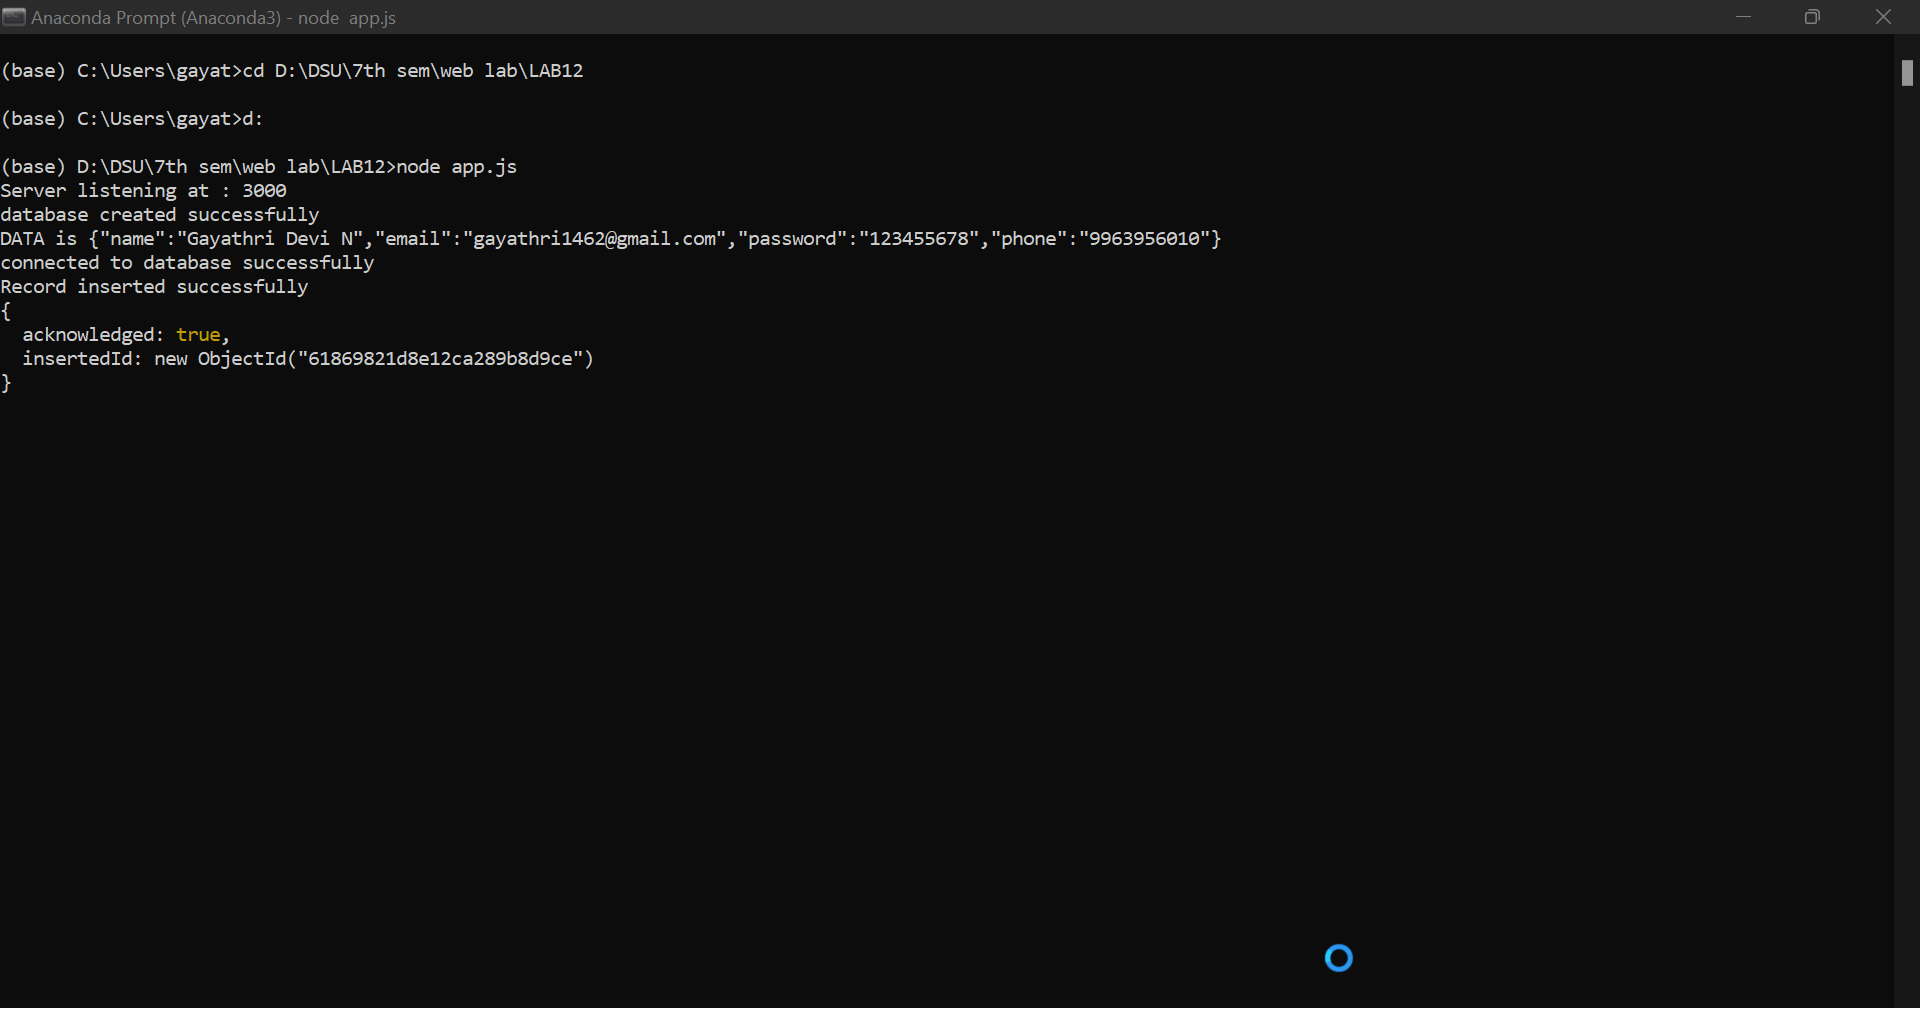 Anaconda Prompt (Anaconda3) - node  app.js
(base) C:\Users\gayat>cd D:\DSU\7th sem\web lab\LAB12
(base) C:\Users\gayat>d:
(base) D:\DSU\7th sem\web lab\LAB12>node app.js
Server listening at : 3000
database created successfully
DATA is {"name":"Gayathri Devi N","email":"gayathri1462@gmail.com","password":"123455678","phone":"9963956010"}
connected to database successfully
Record inserted successfully
{
  acknowledged: true,
  insertedId: new ObjectId("61869821d8e12ca289b8d9ce")
}